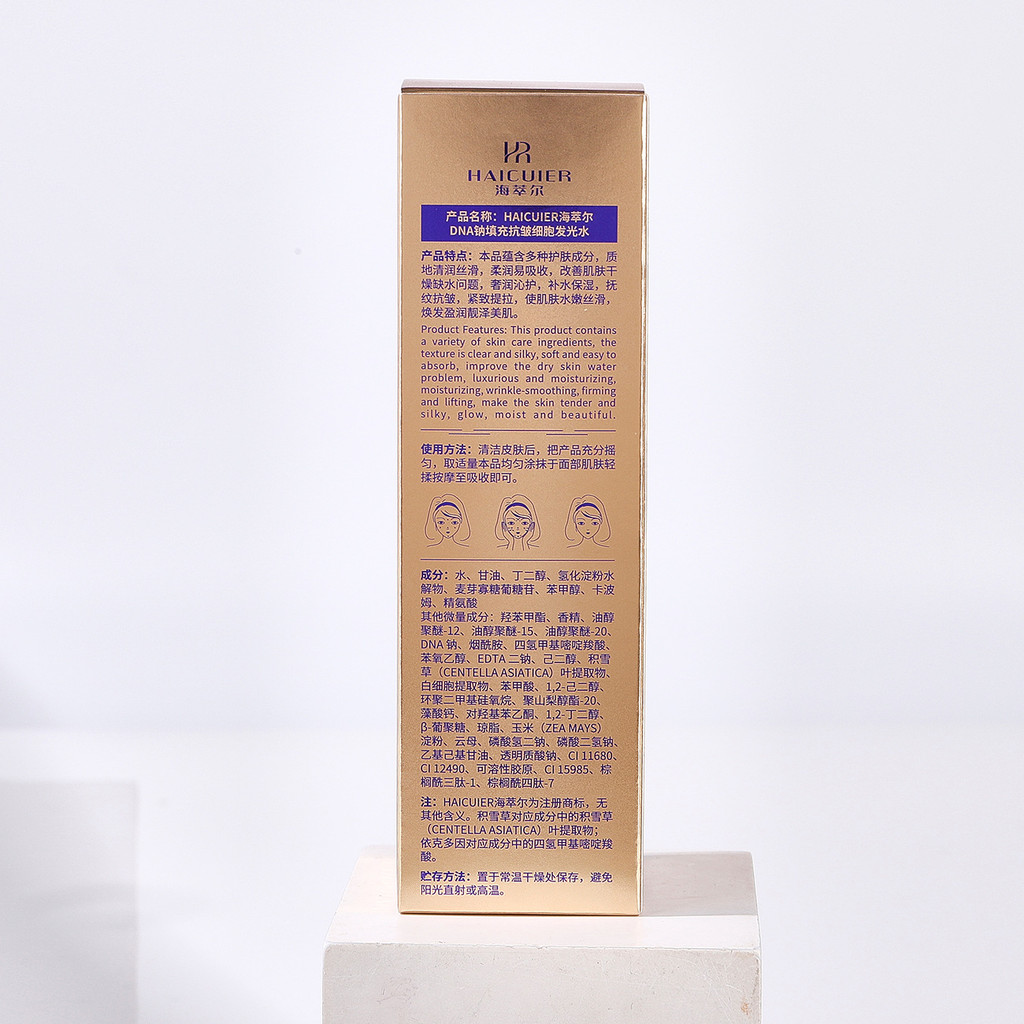 HR
HAICUIER
海萃尔
产品名称：HAICUIER海萃尔
DNA钠填充抗皱细胞发光水
产品特点：本品蕴含多种护肤成分，质
地清润丝滑，柔润易吸收，改善肌肤干
燥缺水问题，奢润沁护，补水保湿，抚
纹抗皱，紧致提拉，使肌肤水嫩丝滑，
焕发盈润靓泽美肌。
Product Features: This product contains
a variety of skin care ingredients, the
texture is clear and silky, soft and easy to
absorb, improve the dry skin water
problem, luxurious and moisturizing,
moisturizing, wrinkle-smoothing, firming
and lifting, make the skin tender and
silky, glow, moist and beautiful.
使用方法：清洁皮肤后，把产品充分摇
匀，取适量本品均匀涂抹于面部肌肤轻
揉按摩至吸收即可。
成分：水、甘油、丁二醇、氢化淀粉水
解物、麦芽寡糖葡糖苷、苯甲醇、卡波
姆、精氨酸
其他微量成分：羟苯甲酯、香精、油醇
聚醚-12、油醇聚醚-15、油醇聚醚-20、
DNA 钠、烟酰胺、四氢甲基嘧啶羧酸、
苯氧乙醇、EDTA 二钠、己二醇、积雪
草（CENTELLA ASIATICA）叶提取物、
白细胞提取物、苯甲酸、1,2-己二醇、
环聚二甲基硅氧烷、聚山梨醇酯-20、
藻酸钙、对羟基苯乙酮、1,2-丁二醇、
β-葡聚糖、琼脂、玉米（ZEA MAYS）
淀粉、云母、磷酸氢二钠、磷酸二氢钠、
乙基己基甘油、透明质酸钠、CI 11680、
CI 12490、可溶性胶原、CI 15985、棕
榈酰三肽-1、棕榈酰四肽-7
注：HAICUIER海萃尔为注册商标，无
其他含义。积雪草对应成分中的积雪草
（CENTELLA ASIATICA）叶提取物；
依克多因对应成分中的四氢甲基嘧啶羧
酸。
贮存方法：置于常温干燥处保存，避免
阳光直射或高温。